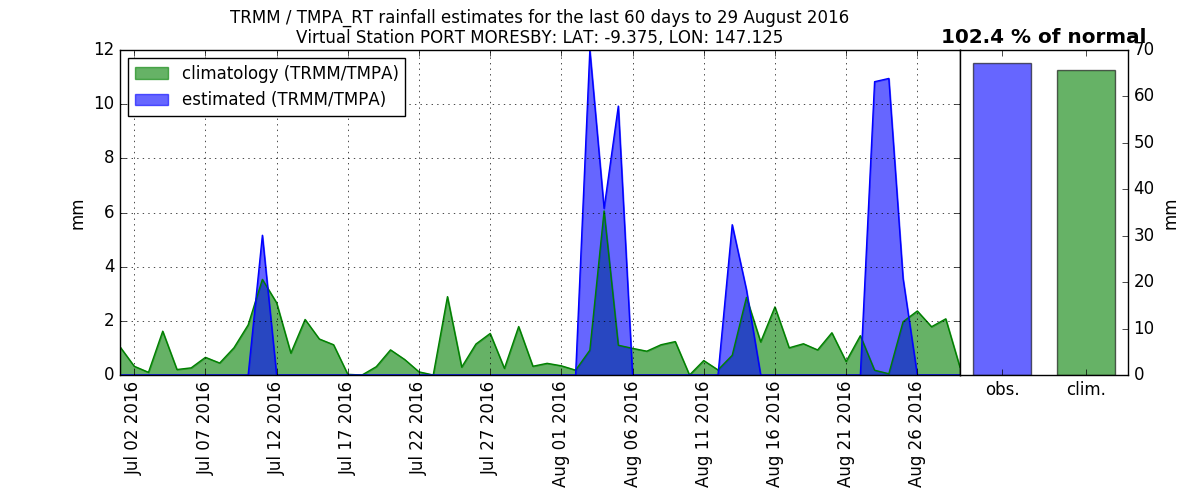 TRMM / TMPA_RT rainfall estimates for the last 60 days to 29 August 2016
Virtual Station PORT MORESBY: LAT: -9.375, LON: 147.125
102.4 % of normal
climatology (TRMM/TMPA)
estimated (TRMM/TMPA)
mm
12
10
8
6
4
2
0
Jul 02 2016
Jul 07 2016
Jul 12 2016
Jul 17 2016
Jul 22 2016
Jul 27 2016
Aug 01 2016
Aug 06 2016
Aug 11 2016
Aug 16 2016
Aug 21 2016
Aug 26 2016
obs.
clim.
70
60
50
40
30
20
10
0
mm